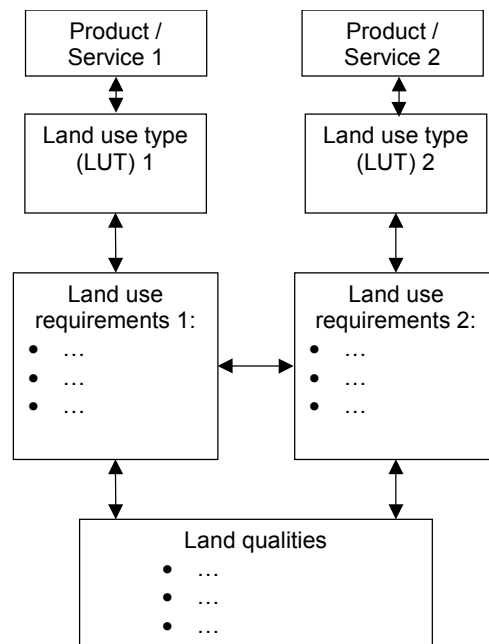 Product /
Service 1
Product /
Service 2
Land use type
(LUT) 1
Land use type
(LUT) 2
Land use
requirements 1:
• …
• …
• …
Land use
requirements 2:
• …
• …
• …
Land qualities
• …
• …
• …